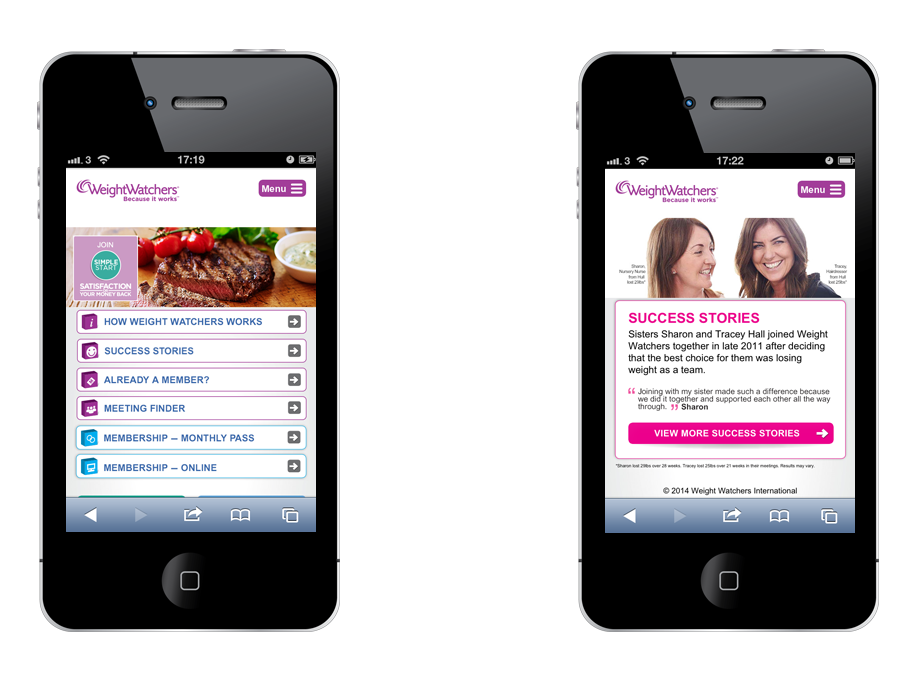 3
17:19
WeightWatchers
Because it works
Menu
JOIN
SIMPLE
START
SATISFACTION
YOUR MONEY BACK
HOW WEIGHT WATCHERS WORKS
SUCCESS STORIES
ALREADY A MEMBER?
MEETING FINDER
MEMBERSHIP – MONTHLY PASS
MEMBERSHIP – ONLINE
3
17:22
WeightWatchers
Because it works
Menu
Sharon,
Nursery Nurse
from Hull
lost 29lbs*
Tracey,
Hairdresser
from Hull
lost 25lbs*
SUCCESS STORIES
Sisters Sharon and Tracey Hall joined Weight
Watchers together in late 2011 after deciding
that the best choice for them was losing
weight as a team.
“ Joining with my sister made such a difference because
we did it together and supported each other all the way
through. ” Sharon
VIEW MORE SUCCESS STORIES
*Sharon lost 29lbs over 26 weeks. Tracey lost 25lbs over 21 weeks in their meetings. Results may vary.
© 2014 Weight Watchers International